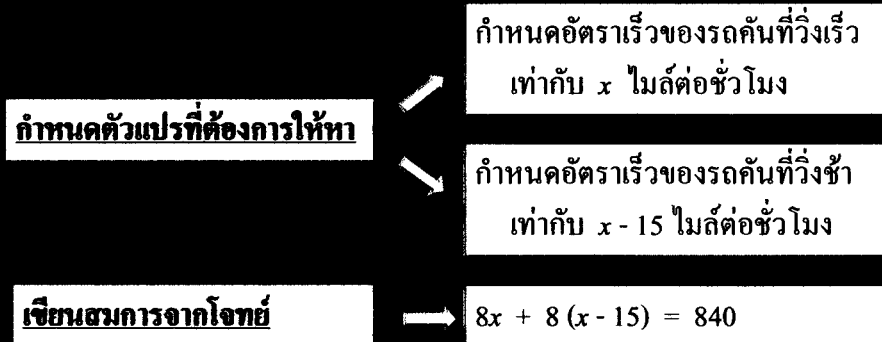 กำหนดตัวแปรที่ต้องการให้หา
กำหนดอัตราเร็วของรถคันที่วิ่งเร็ว
เท่ากับ x ไมล์ต่อชั่วโมง
กำหนดอัตราเร็วของรถคันที่วิ่งช้า
เท่ากับ x - 15 ไมล์ต่อชั่วโมง
เขียนสมการจากโจทย์
8x + 8 (x - 15) = 840